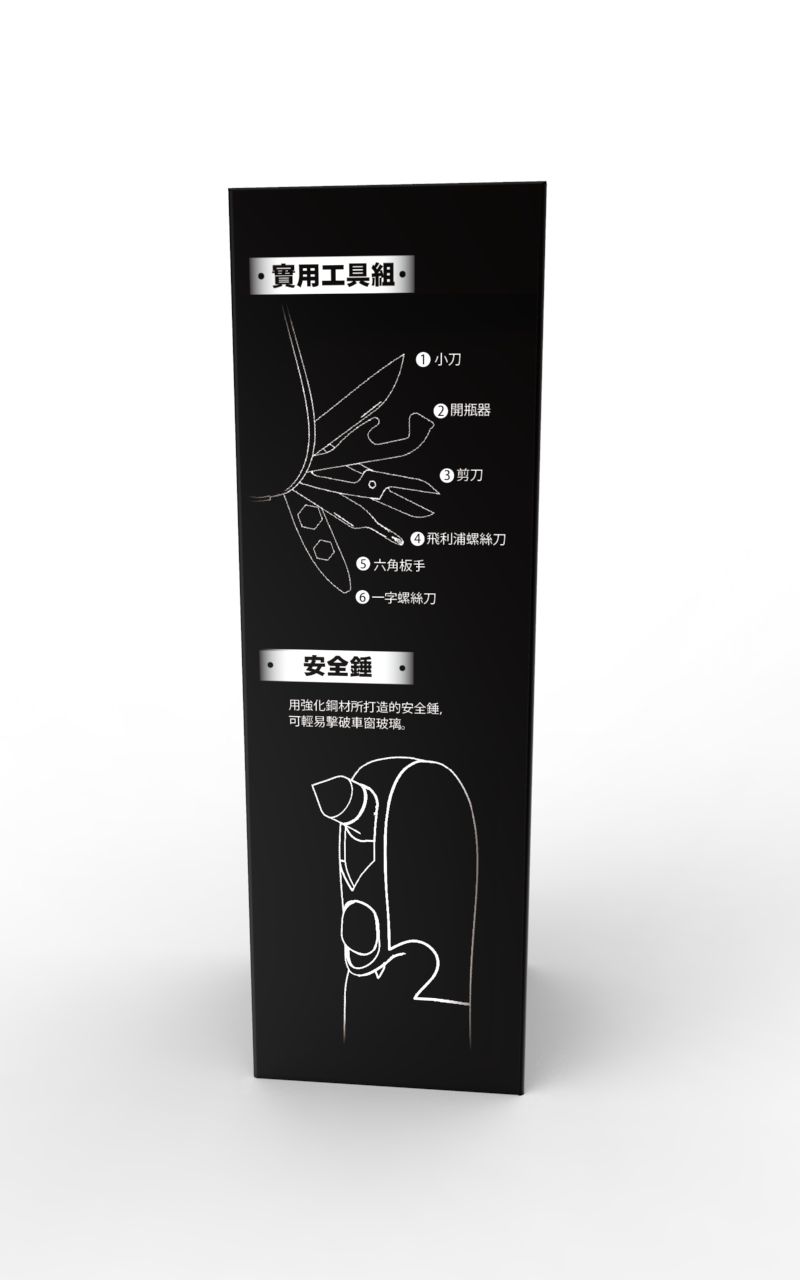 實用工具組
1 小刀
2 開瓶器
3 剪刀
4 飛利浦螺絲刀
5 六角板手
6 一字螺絲刀
安全錘
用強化鋼材所打造的安全錘,
可輕易擊破車窗玻璃。